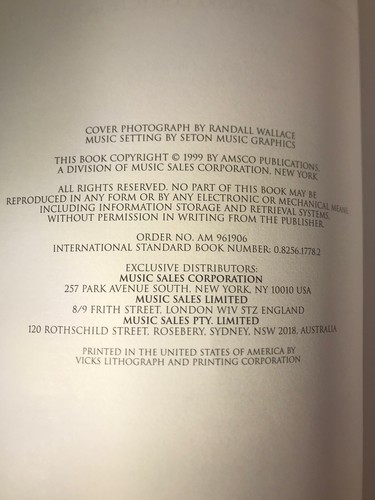 COVER PHOTOGRAPH BY RANDALL WALLACE
MUSIC SETTING BY SETON MUSIC GRAPHICS
THIS BOOK COPYRIGHT © 1999 BY AMSCO PUBLICATIONS,
A DIVISION OF MUSIC SALES CORPORATION, NEW YORK
ALL RIGHTS RESERVED. NO PART OF THIS BOOK MAY BE
REPRODUCED IN ANY FORM OR BY ANY ELECTRONIC OR MECHANICAL MEANS
INCLUDING INFORMATION STORAGE AND RETRIEVAL SYSTEMS,
WITHOUT PERMISSION IN WRITING FROM THE PUBLISHER.
ORDER NO. AM 961906
INTERNATIONAL STANDARD BOOK NUMBER: 0.8256.1778.2
EXCLUSIVE DISTRIBUTORS:
MUSIC SALES CORPORATION
257 PARK AVENUE SOUTH, NEW YORK, NY 10010 USA
MUSIC SALES LIMITED
8/9 FRITH STREET, LONDON W1V 5TZ ENGLAND
MUSIC SALES PTY. LIMITED
120 ROTHSCHILD STREET, ROSEBERY, SYDNEY, NSW 2018, AUSTRALIA
PRINTED IN THE UNITED STATES OF AMERICA BY
VICKS LITHOGRAPH AND PRINTING CORPORATION